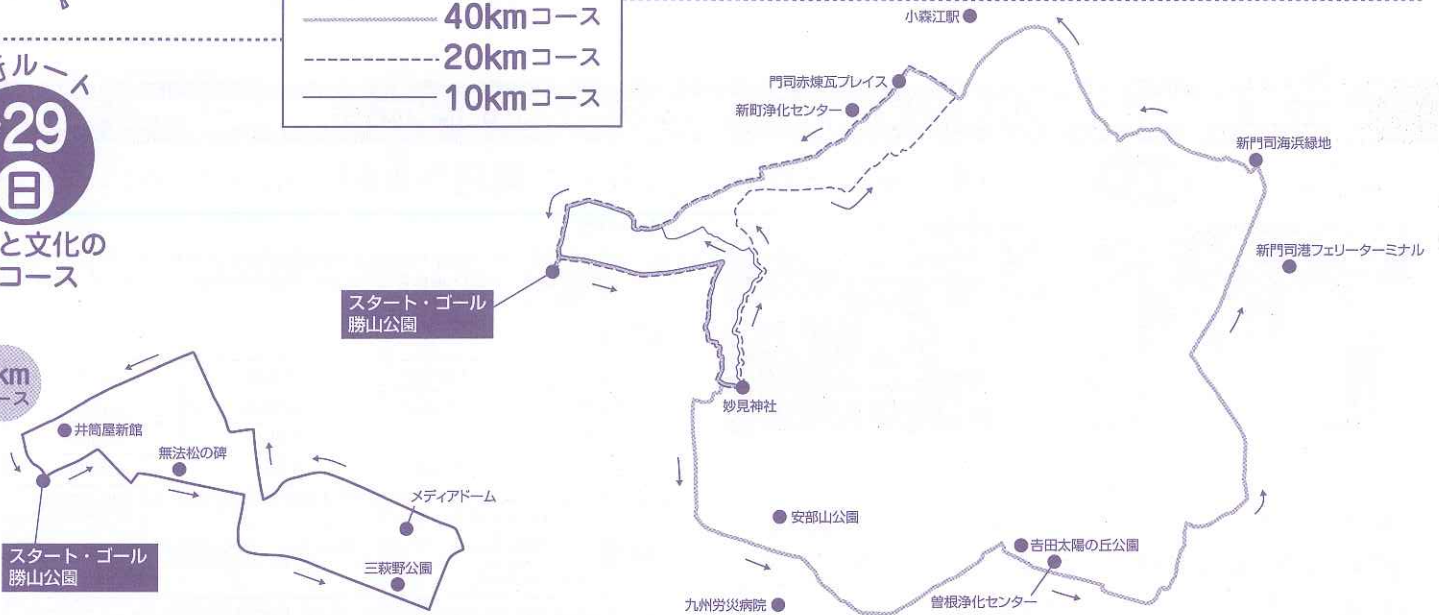 40kmコース
20kmコース
10kmコース
ルース
29
日
と文化の
コース
小森江駅
門司赤煉瓦プレイス
新町浄化センター
新門司海浜緑地
新門司港フェリーターミナル
スタート・ゴール
勝山公園
妙見神社
安部山公園
吉田太陽の丘公園
曽根浄化センター
九州労災病院
km
ース
井筒屋新館
無法松の碑
メディアドーム
三萩野公園
スタート・ゴール
勝山公園